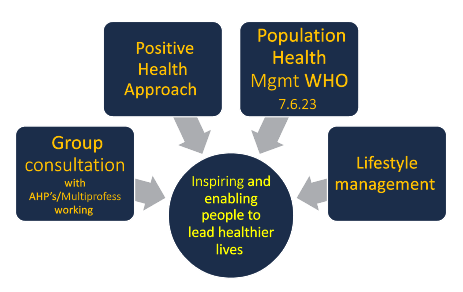 Positive
Health
Approach
Population
Health
Mgmt WHO
7.6.23
Group
consultation
with
AHP's/Multiprofess
working
Lifestyle
management
Inspiring and
enabling
people to
lead healthier
lives